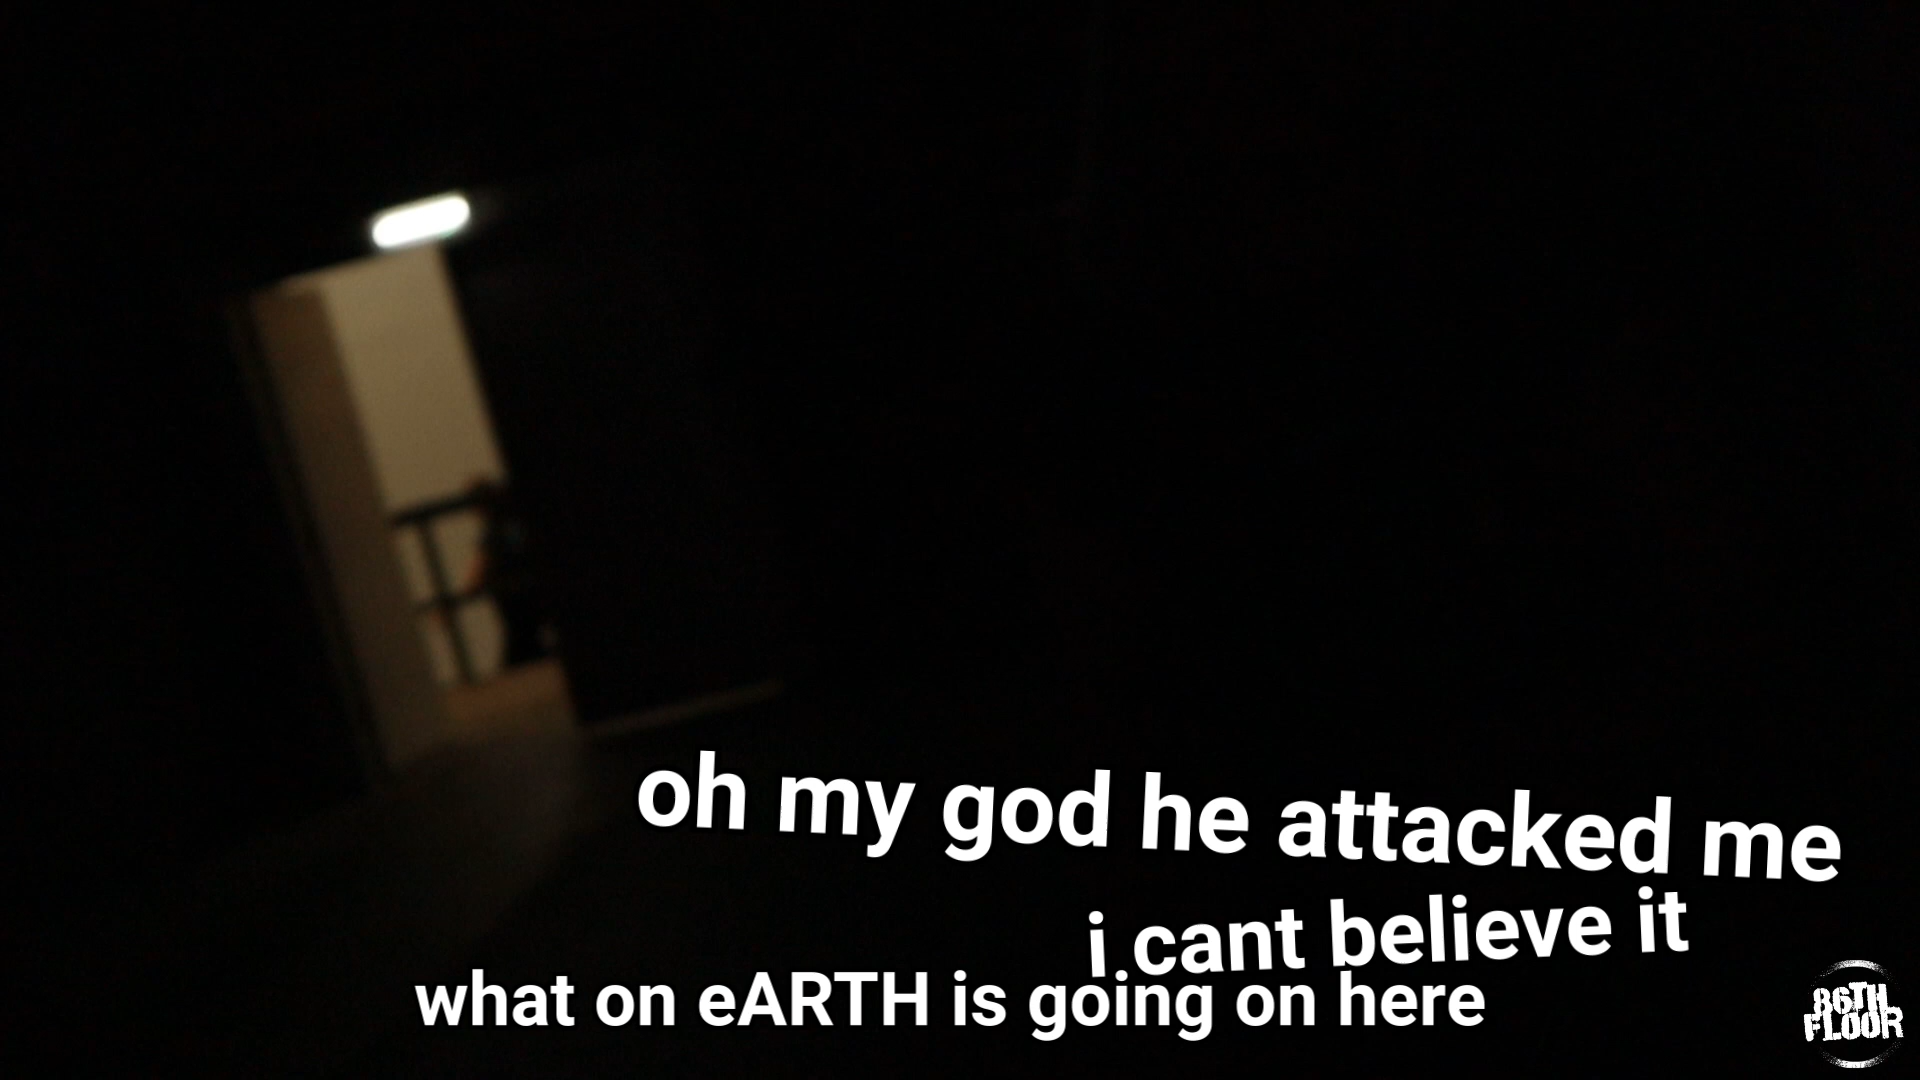 oh my god he attacked me
i cant believe it
what on eARTH is going on here
86TH
FLOOR